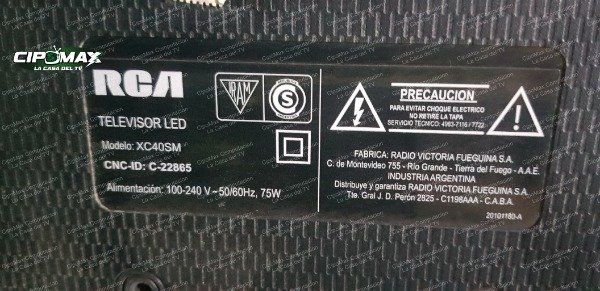 CIPOMAX
LA CASA DEL TV
RCA
TELEVISOR LED
Modelo: XC40SM
CNC-ID: C-22865
Alimentación: 100-240 V ~ 50/60Hz, 75W
IRAM
S
PRECAUCION
PARA EVITAR CHOQUE ELECTRICO
NO RETIRE LA TAPA
SERVICIO TECNICO: 4983-7116 / 7722
FABRICA: RADIO VICTORIA FUEGUINA S.A.
C. de Montevideo 755 - Río Grande - Tierra del Fuego - A.A.E.
INDUSTRIA ARGENTINA
Distribuye y garantiza RADIO VICTORIA FUEGUINA S.A.
Tte. Gral J. D. Perón 2825 - C1198AAA - C.A.B.A.
20101180-A